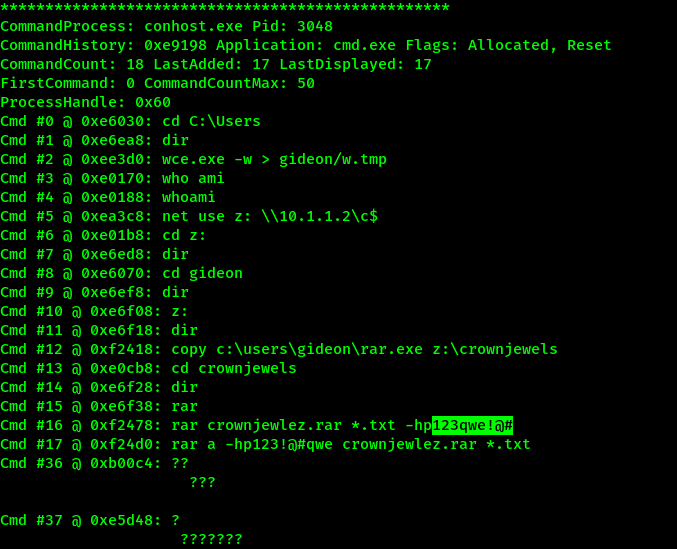 **************************************************
CommandProcess: conhost.exe Pid: 3048
CommandHistory: 0xe9198 Application: cmd.exe Flags: Allocated, Reset
CommandCount: 18 LastAdded: 17 LastDisplayed: 17
FirstCommand: 0 CommandCountMax: 50
ProcessHandle: 0x60
Cmd #0 @ 0xe6030: cd C:\Users
Cmd #1 @ 0xe6ea8: dir
Cmd #2 @ 0xee3d0: wce.exe -w > gideon/w.tmp
Cmd #3 @ 0xe0170: who ami
Cmd #4 @ 0xe0188: whoami
Cmd #5 @ 0xea3c8: net use z: \\10.1.1.2\c$
Cmd #6 @ 0xe01b8: cd z:
Cmd #7 @ 0xe6ed8: dir
Cmd #8 @ 0xe6070: cd gideon
Cmd #9 @ 0xe6ef8: dir
Cmd #10 @ 0xe6f08: z:
Cmd #11 @ 0xe6f18: dir
Cmd #12 @ 0xf2418: copy c:\users\gideon\rar.exe z:\crownjewels
Cmd #13 @ 0xe0cb8: cd crownjewels
Cmd #14 @ 0xe6f28: dir
Cmd #15 @ 0xe6f38: rar
Cmd #16 @ 0xf2478: rar crownjewlez.rar *.txt -hp123qwe!@#
Cmd #17 @ 0xf24d0: rar a -hp123!@#qwe crownjewlez.rar *.txt
Cmd #36 @ 0xb00c4: ??
???
Cmd #37 @ 0xe5d48: ?
???????